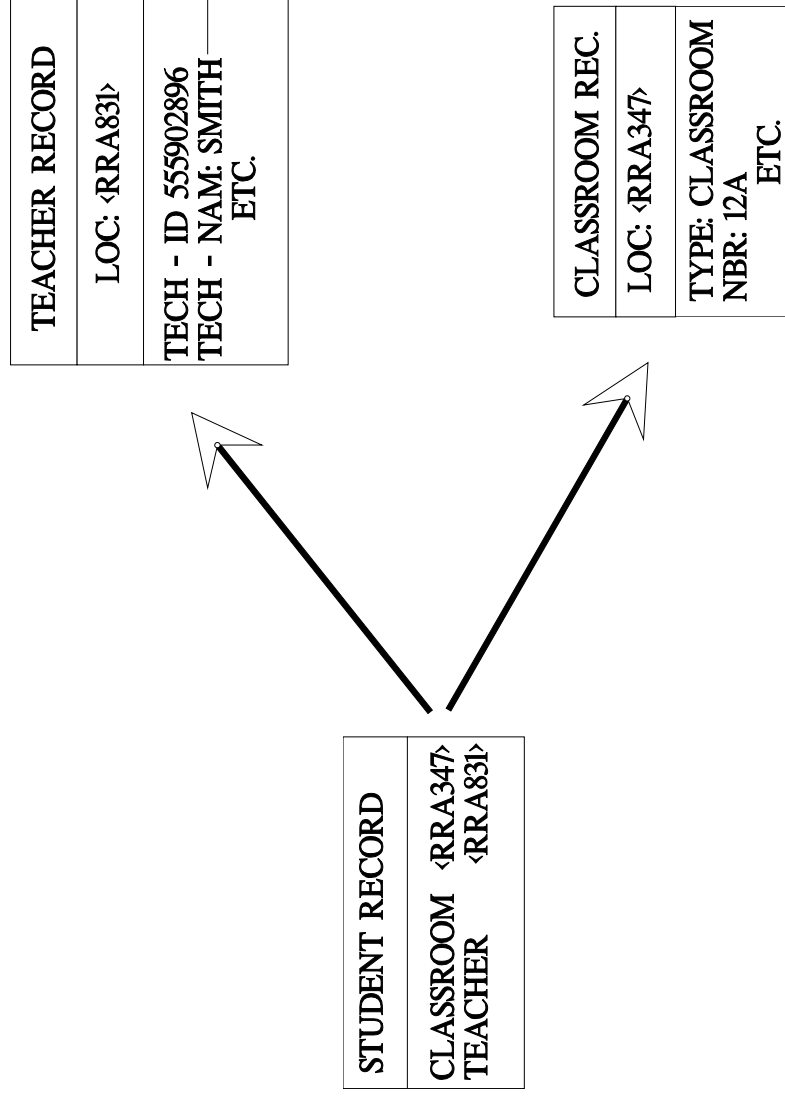 TEACHER RECORD
LOC: <RRA831>
TECH - ID 555902896
TECH - NAM: SMITH
ETC.
STUDENT RECORD
CLASSROOM <RRA347>
TEACHER <RRA831>
CLASSROOM REC.
LOC: <RRA347>
TYPE: CLASSROOM
NBR: 12A
ETC.